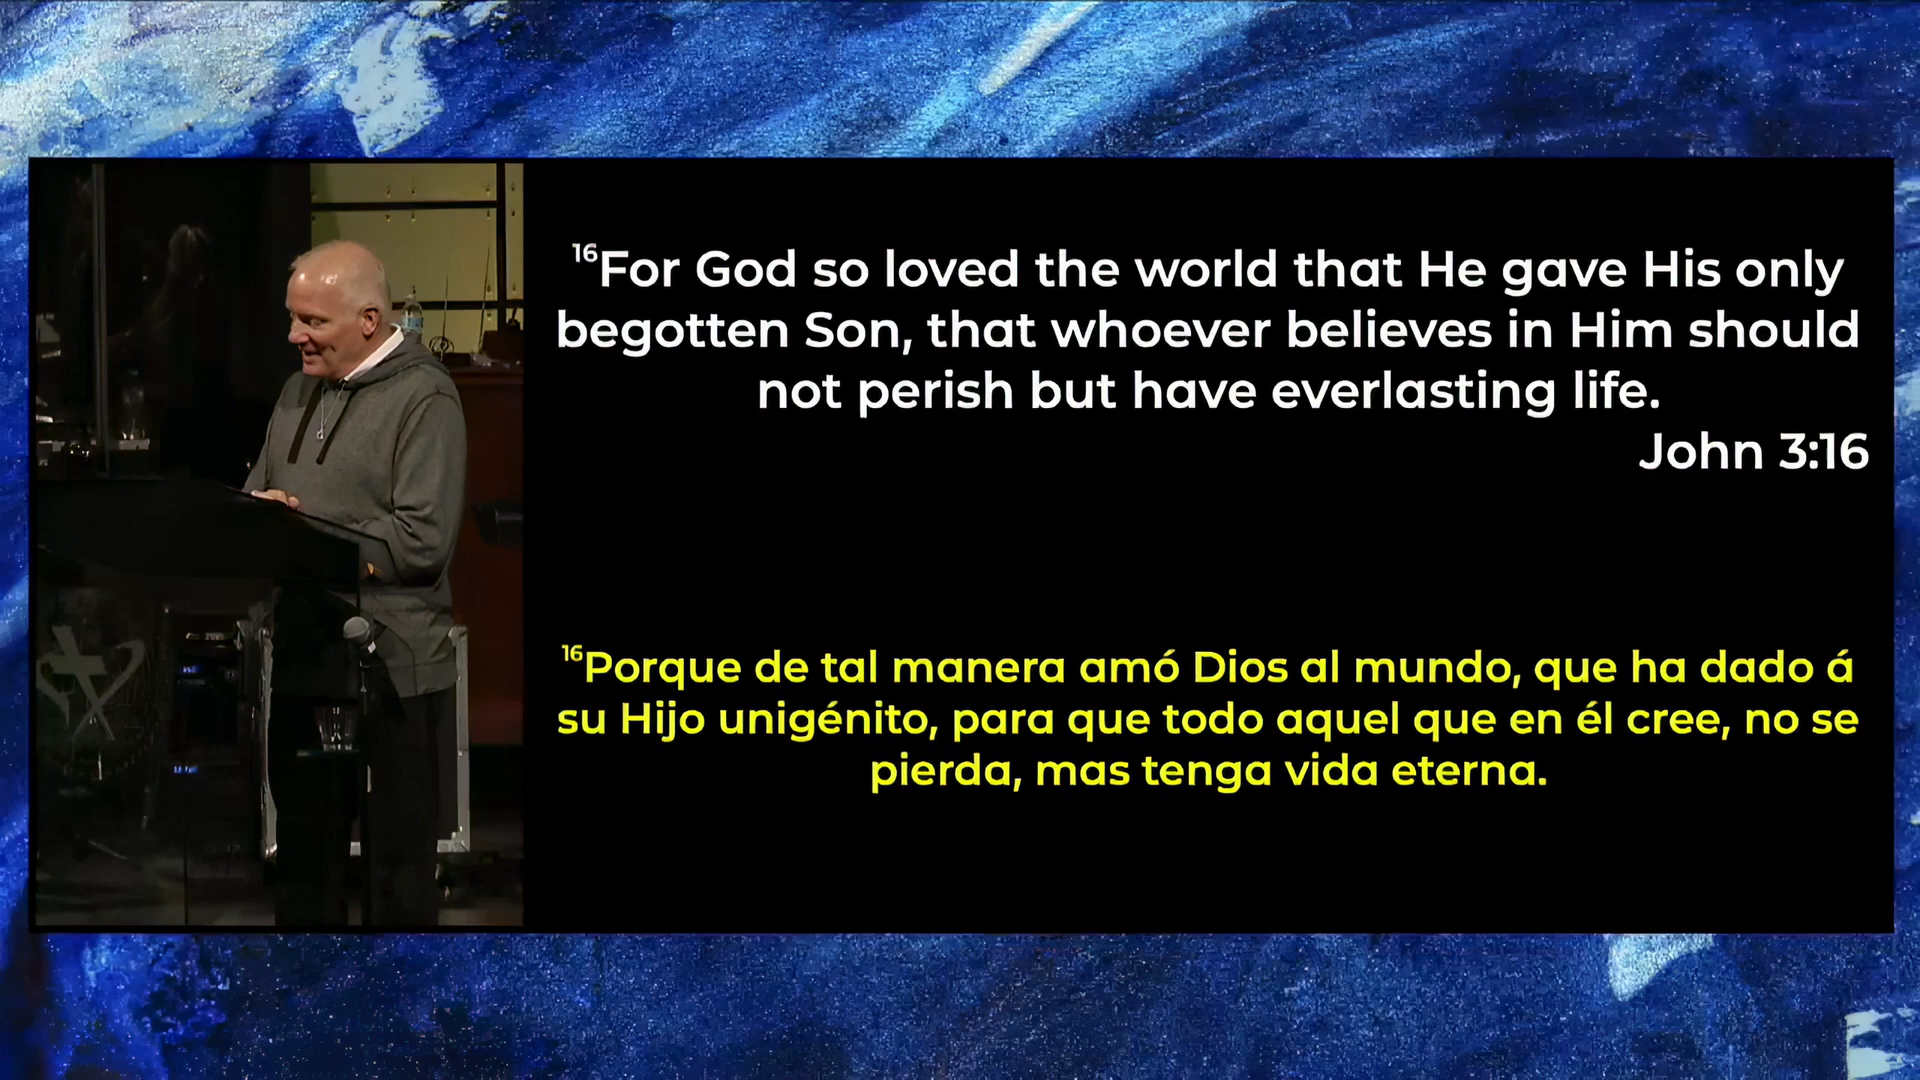 16For God so loved the world that He gave His only
begotten Son, that whoever believes in Him should
not perish but have everlasting life.
John 3:16
16Porque de tal manera amó Dios al mundo, que ha dado á
su Hijo unigénito, para que todo aquel que en él cree, no se
pierda, mas tenga vida eterna.